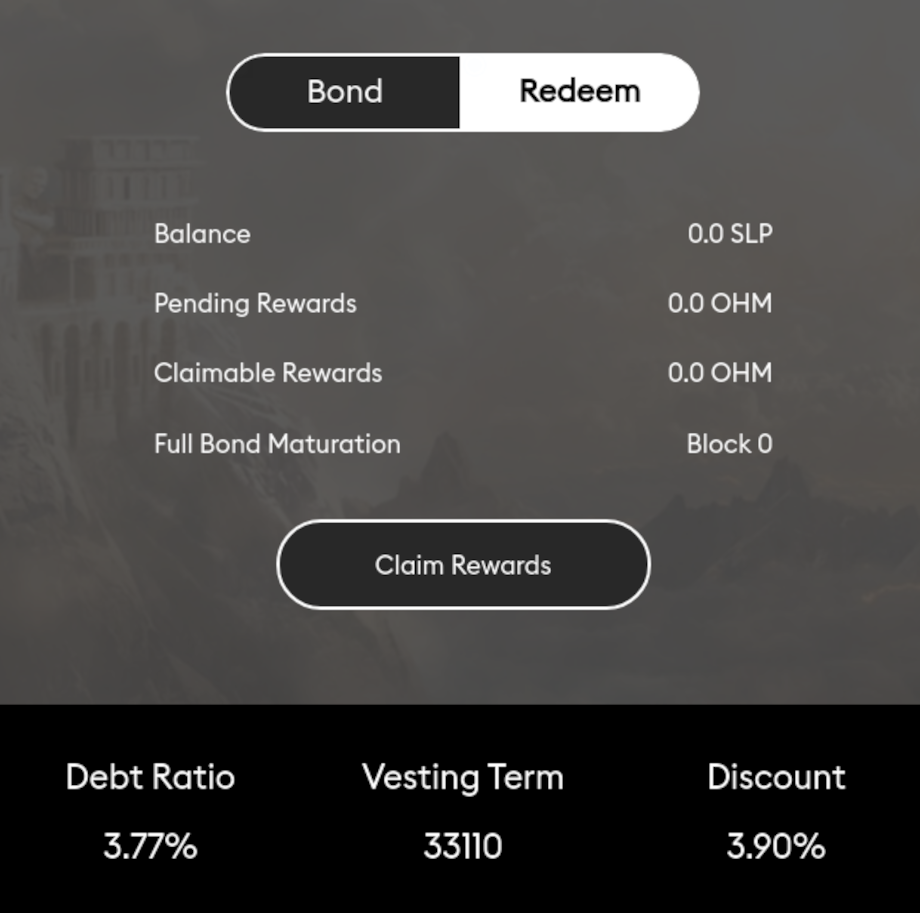 Bond Redeem
Balance 0.0 SLP
Pending Rewards 0.0 OHM
Claimable Rewards 0.0 OHM
Full Bond Maturation Block 0
Claim Rewards
Debt Ratio Vesting Term Discount
3.77% 33110 3.90%